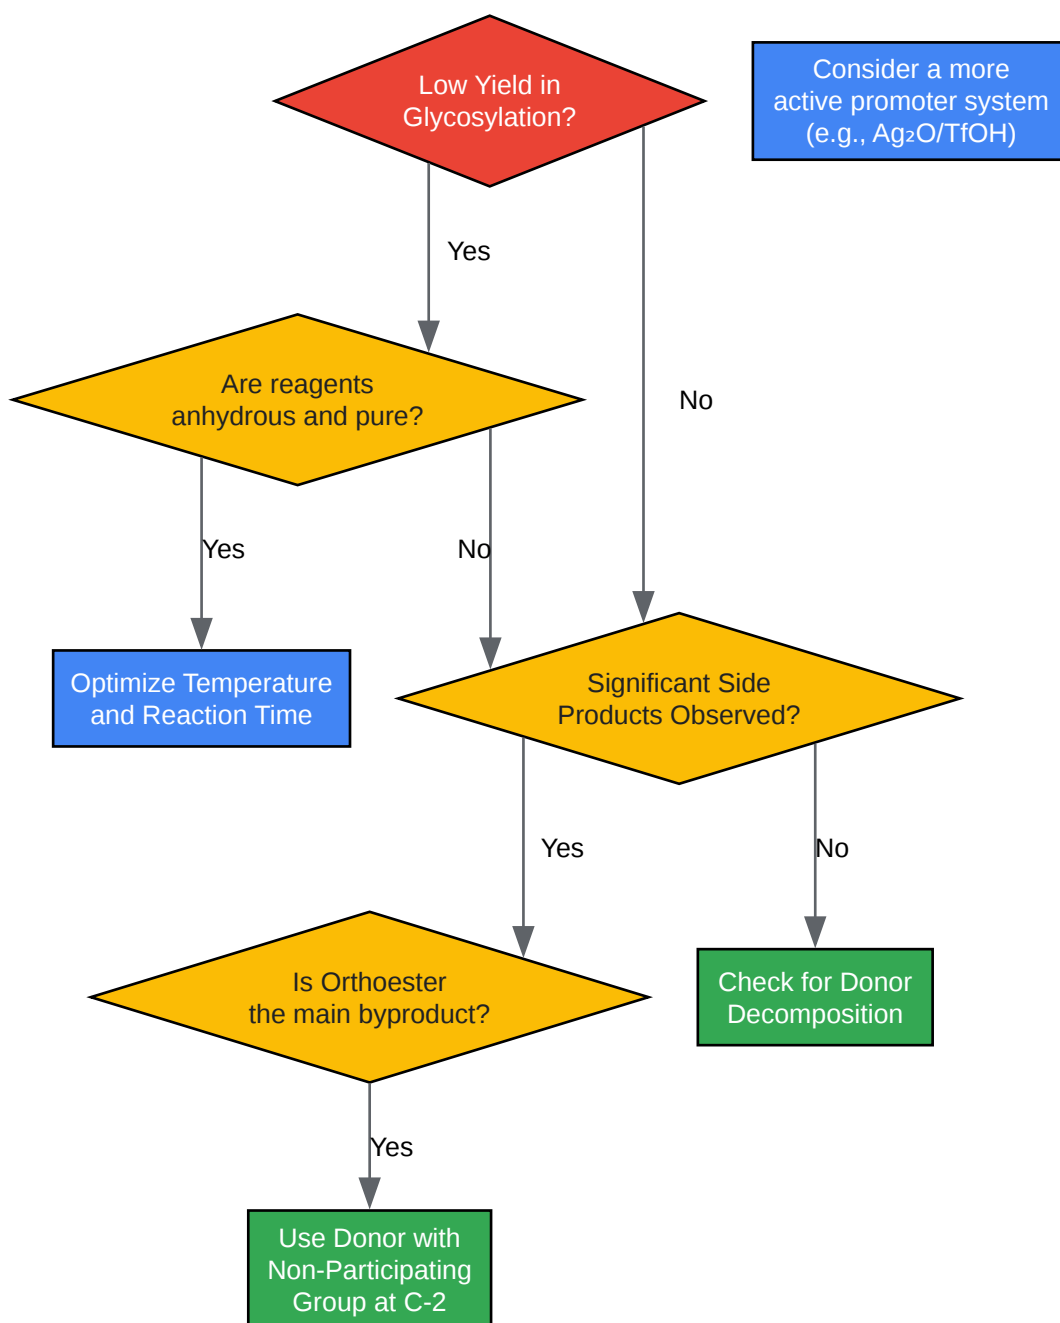 Low Yield in
Glycosylation?
Consider a more
active promoter system
(e.g., Ag₂O/TfOH)
Yes
Are reagents
anhydrous and pure?
No
Yes
No
Optimize Temperature
and Reaction Time
Significant Side
Products Observed?
Yes
No
Is Orthoester
the main byproduct?
Check for Donor
Decomposition
Yes
Use Donor with
Non-Participating
Group at C-2